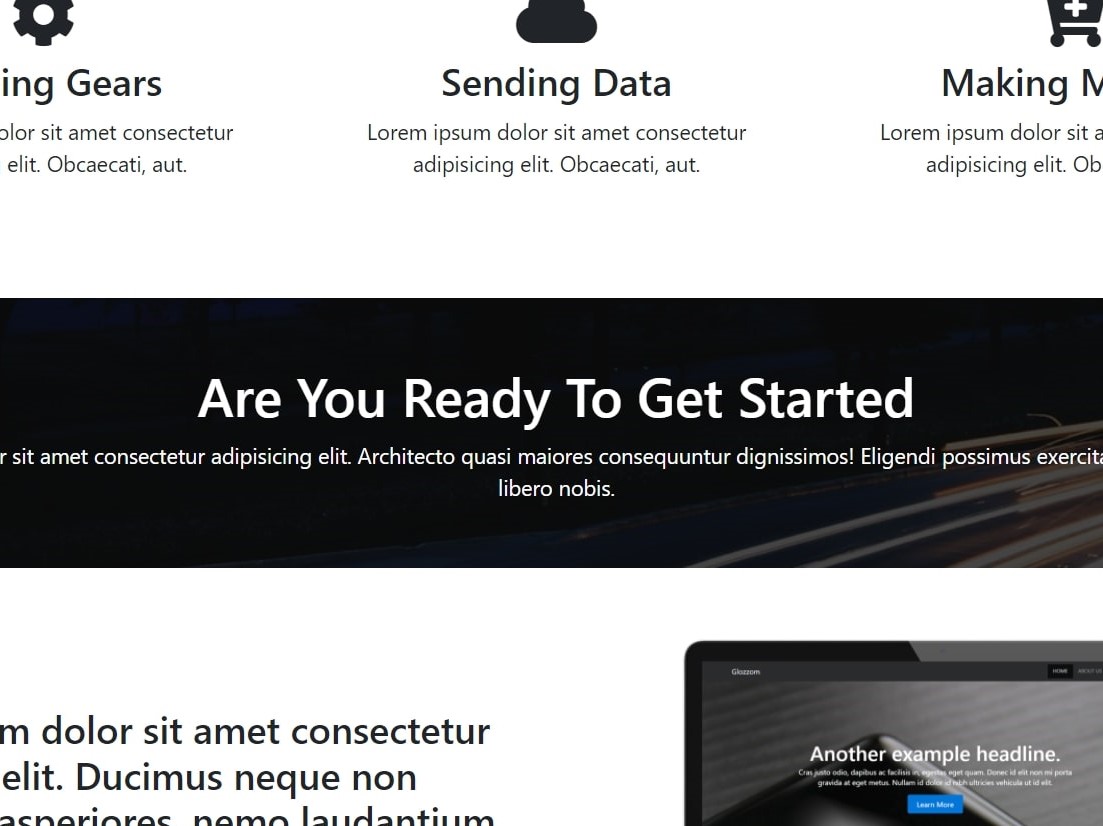 ing Gears
olor sit amet consectetur
elit. Obcaecati, aut.
Sending Data
Lorem ipsum dolor sit amet consectetur
adipisicing elit. Obcaecati, aut.
Making M
Lorem ipsum dolor sit a
adipisicing elit. Ob
Are You Ready To Get Started
r sit amet consectetur adipisicing elit. Architecto quasi maiores consequuntur dignissimos! Eligendi possimus exercita
libero nobis.
m dolor sit amet consectetur
elit. Ducimus neque non
asperiores, nemo laudantium
Glozzom
HOME
ABOUT US
Another example headline.
Cras justo odio, dapibus ac facilisis in, egestas eget quam. Donec id elit non mi porta
gravida at eget metus. Nullam id dolor id nibh ultricies vehicula ut id elit.
Learn More